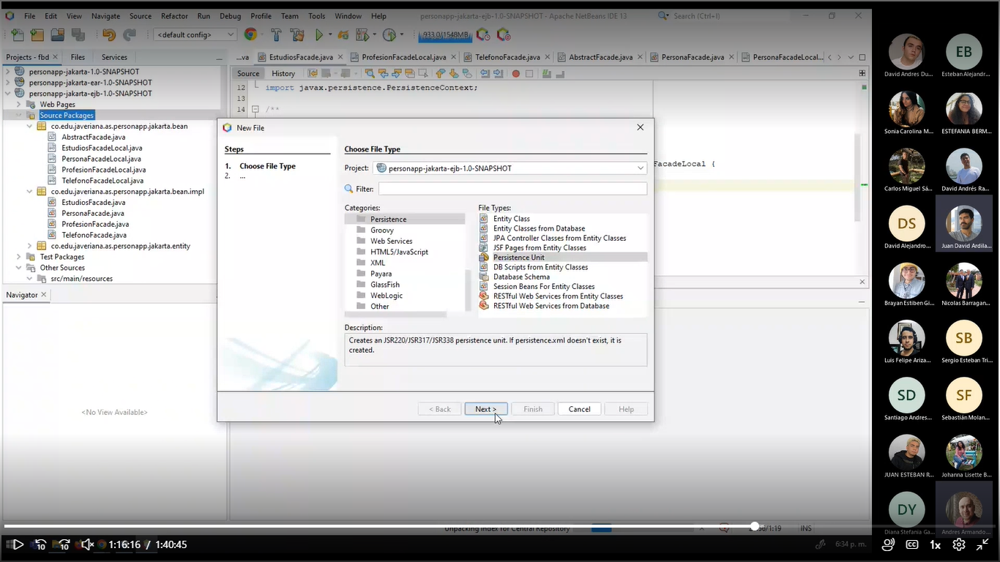 File Edit View Navigate Source Refactor Run Debug Profile Team Tools Window Help personapp-jakarta-ejb-1.0-SNAPSHOT - Apache NetBeans IDE 13 Search (Ctrl+I)
<default config> 933.0/1548MB
Projects - fbd Files Services
...va EstudiosFacade.java ProfesionFacadeLocal.java TelefonoFacade.java AbstractFacade.java PersonaFacade.java PersonaFacadeLocal...
Source History
personapp-jakarta-1.0-SNAPSHOT
personapp-jakarta-ear-1.0-SNAPSHOT
personapp-jakarta-ejb-1.0-SNAPSHOT
Web Pages
Source Packages
co.edu.javeriana.as.personapp.jakarta.bean
AbstractFacade.java
EstudiosFacadeLocal.java
PersonaFacadeLocal.java
ProfesionFacadeLocal.java
TelefonoFacadeLocal.java
co.edu.javeriana.as.personapp.jakarta.bean.impl
EstudiosFacade.java
PersonaFacade.java
ProfesionFacade.java
TelefonoFacade.java
co.edu.javeriana.as.personapp.jakarta.entity
Test Packages
Other Sources
src/main/resources
Navigator
<No View Available>
12 import javax.persistence.PersistenceContext;
13
14 /**
FacadeLocal {
New File
Steps
1. Choose File Type
2. ...
Choose File Type
Project: personapp-jakarta-ejb-1.0-SNAPSHOT
Filter:
Categories:
Persistence
Groovy
Web Services
HTML5/JavaScript
XML
Payara
GlassFish
WebLogic
Other
File Types:
Entity Class
Entity Classes from Database
JPA Controller Classes from Entity Classes
JSF Pages from Entity Classes
Persistence Unit
DB Scripts from Entity Classes
Database Schema
Session Beans For Entity Classes
RESTful Web Services from Entity Classes
RESTful Web Services from Database
Description:
Creates an JSR220/JSR317/JSR338 persistence unit. If persistence.xml doesn't exist, it is
created.
< Back Next > Finish Cancel Help
Unpacking Index for Central Repository INS
10 10 1:16:16 / 1:40:45 6:34 p. m. 1x
David Andres Du...
EB
Esteban Alejandr...
Sonia Carolina M...
ESTEFANIA BERM...
Carlos Miguel Sá...
David Andrés Ra...
DS
David Alejandro...
Juan David Ardila...
Brayan Estiben Gi...
Nicolas Barragan...
Luis Felipe Ariza...
SB
Sergio Esteban Tri...
SD
Santiago Andres...
SF
Sebastián Molan...
JUAN ESTEBAN R...
Johanna Lisette B...
DY
Diana Stefania Ga...
Andres Armando...